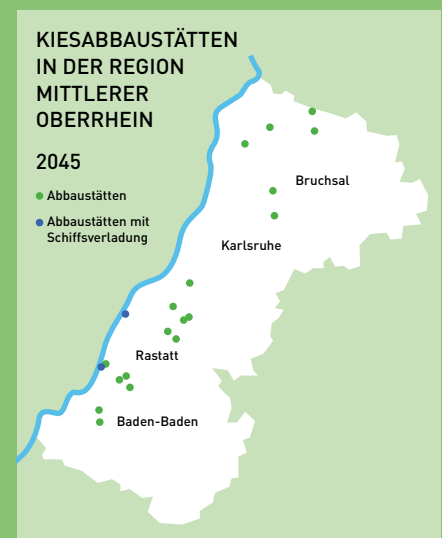 KIESABBAUSTÄTTEN
IN DER REGION
MITTLERER
OBERRHEIN
2045
Abbaustätten
Abbaustätten mit
Schiffsverladung
Bruchsal
Karlsruhe
Rastatt
Baden-Baden